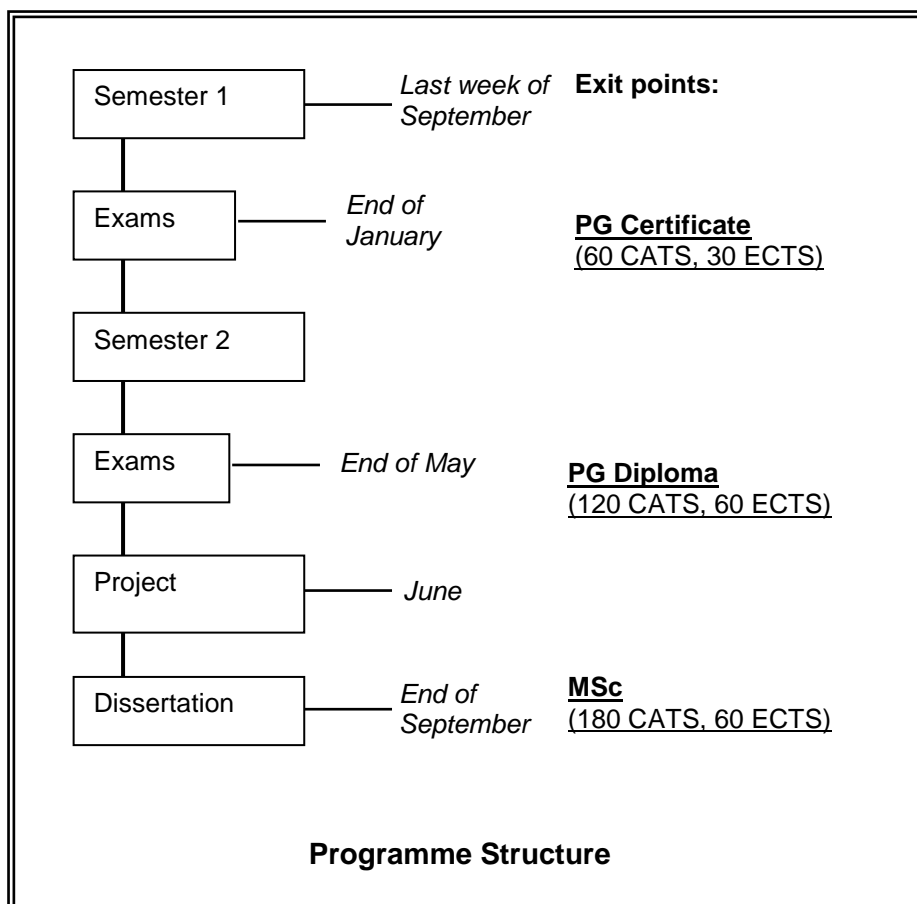 Semester 1
Last week of
September
Exit points:
Exams
End of
January
PG Certificate
(60 CATS, 30 ECTS)
Semester 2
Exams
End of May
PG Diploma
(120 CATS, 60 ECTS)
Project
June
Dissertation
End of
September
MSc
(180 CATS, 60 ECTS)
Programme Structure